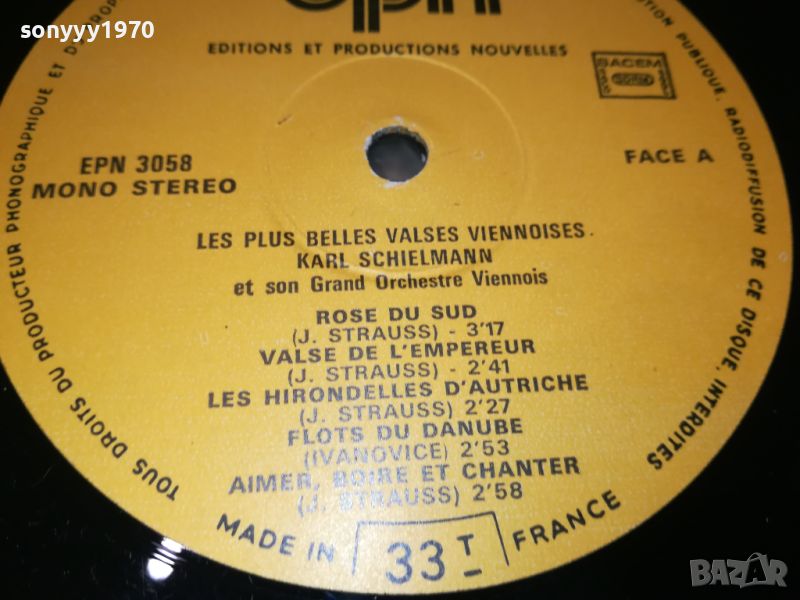 sonyyy1970
epn
EDITIONS ET PRODUCTIONS NOUVELLES
SACEM
EPN 3058
MONO STEREO
FACE A
LES PLUS BELLES VALSES VIENNOISES.
KARL SCHIELMANN
et son Grand Orchestre Viennois
ROSE DU SUD
(J. STRAUSS) - 3'17
VALSE DE L'EMPEREUR
(J. STRAUSS) - 2'41
LES HIRONDELLES D'AUTRICHE
(J. STRAUSS) 2'27
FLOTS DU DANUBE
(IVANOVICE) 2'53
AIMER, BOIRE ET CHANTER
(J. STRAUSS) 2'58
TOUS DROITS DU PRODUCTEUR PHONOGRAPHIQUE ET
PUBLIQUE, RADIODIFFUSION DE CE DISQUE, INTERDITES
MADE IN 33T FRANCE
BAZAR